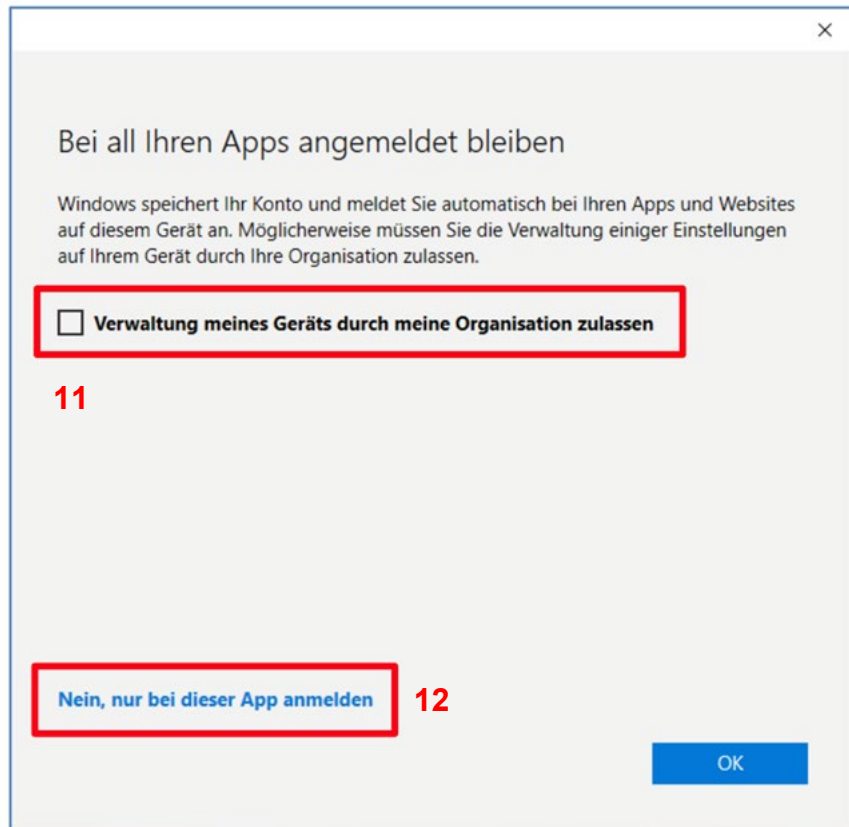 Bei all Ihren Apps angemeldet bleiben
Windows speichert Ihr Konto und meldet Sie automatisch bei Ihren Apps und Websites
auf diesem Gerät an. Möglicherweise müssen Sie die Verwaltung einiger Einstellungen
auf Ihrem Gerät durch Ihre Organisation zulassen.
Verwaltung meines Geräts durch meine Organisation zulassen
11
Nein, nur bei dieser App anmelden
12
OK